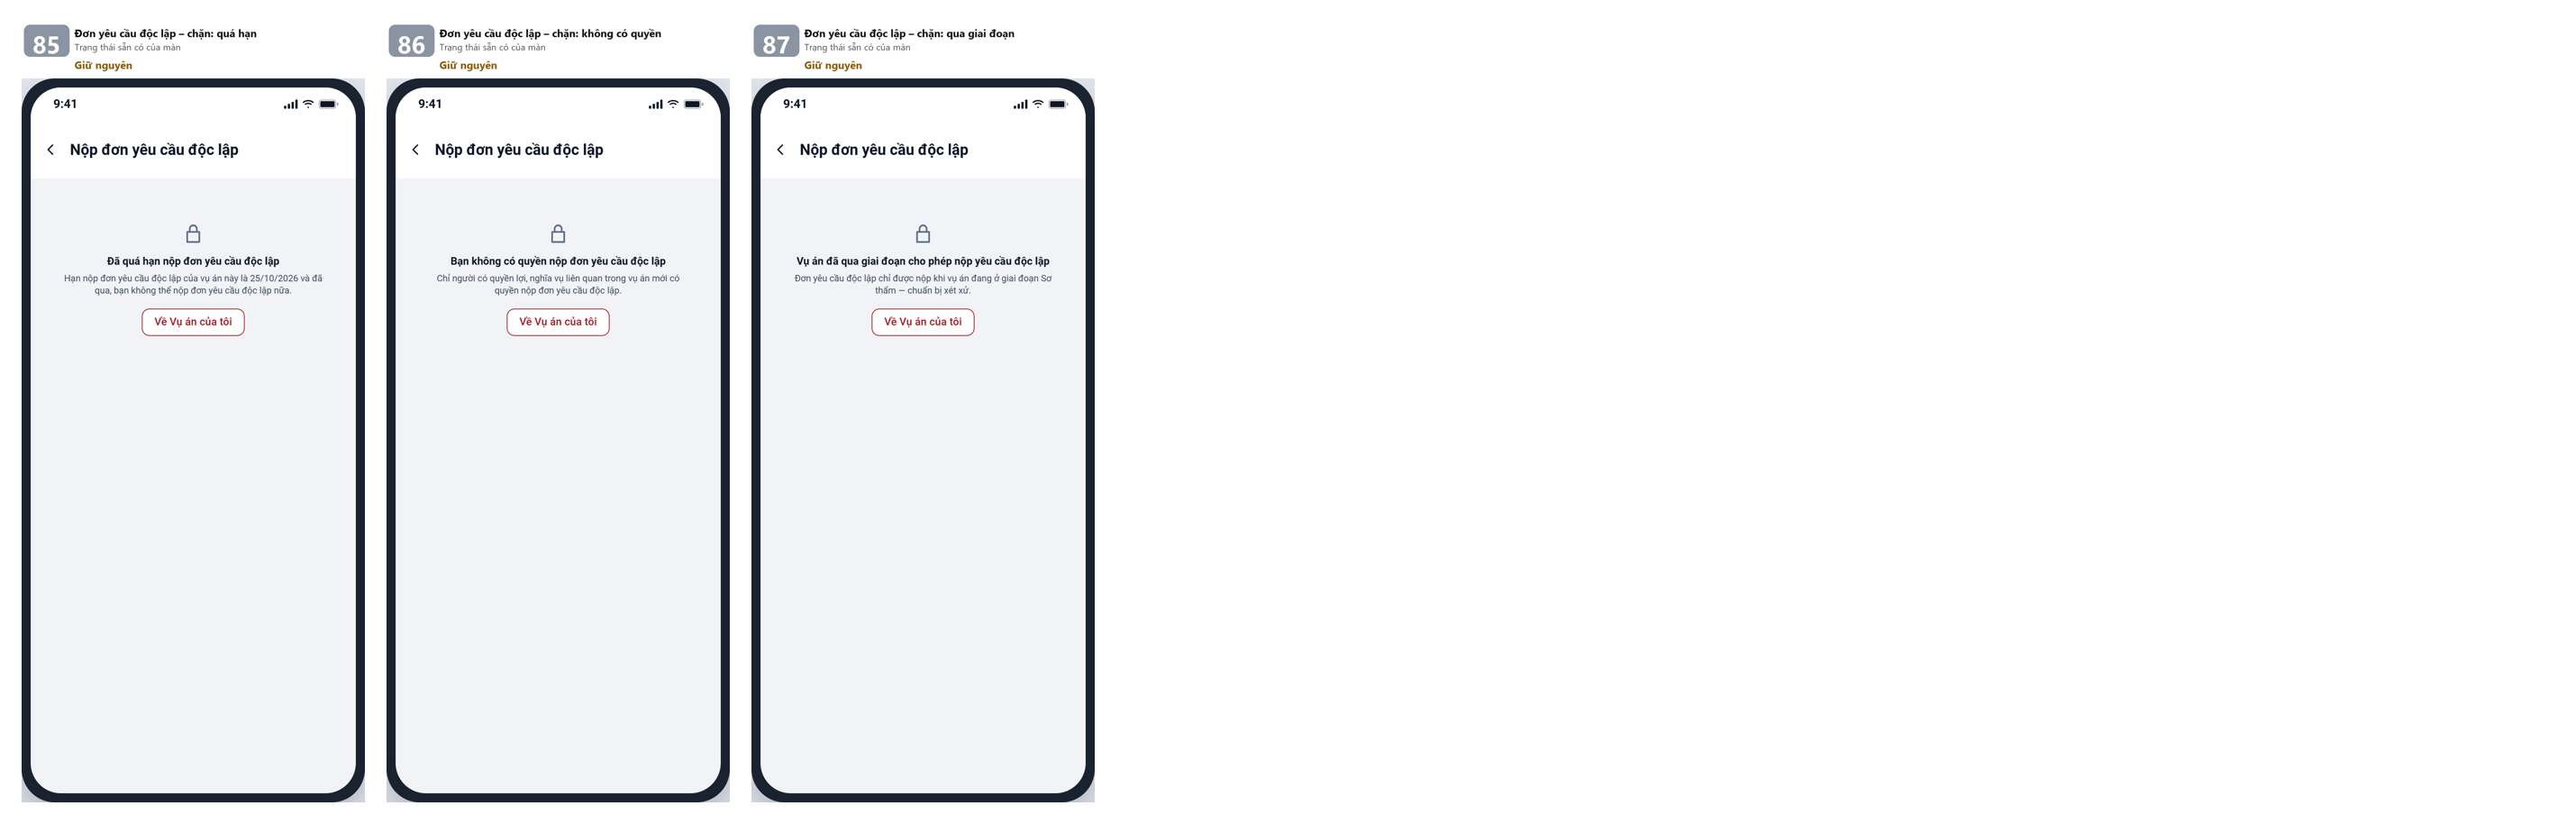 85
Đơn yêu cầu độc lập – chặn: quá hạn
Trạng thái sẵn có của màn
Giữ nguyên
9:41
Nộp đơn yêu cầu độc lập
Đã quá hạn nộp đơn yêu cầu độc lập
Hạn nộp đơn yêu cầu độc lập của vụ án này là 25/10/2026 và đã
qua, bạn không thể nộp đơn yêu cầu độc lập nữa.
Về Vụ án của tôi
86
Đơn yêu cầu độc lập – chặn: không có quyền
Trạng thái sẵn có của màn
Giữ nguyên
9:41
Nộp đơn yêu cầu độc lập
Bạn không có quyền nộp đơn yêu cầu độc lập
Chỉ người có quyền lợi, nghĩa vụ liên quan trong vụ án mới có
quyền nộp đơn yêu cầu độc lập.
Về Vụ án của tôi
87
Đơn yêu cầu độc lập – chặn: qua giai đoạn
Trạng thái sẵn có của màn
Giữ nguyên
9:41
Nộp đơn yêu cầu độc lập
Vụ án đã qua giai đoạn cho phép nộp yêu cầu độc lập
Đơn yêu cầu độc lập chỉ được nộp khi vụ án đang ở giai đoạn Sơ
thẩm — chuẩn bị xét xử.
Về Vụ án của tôi